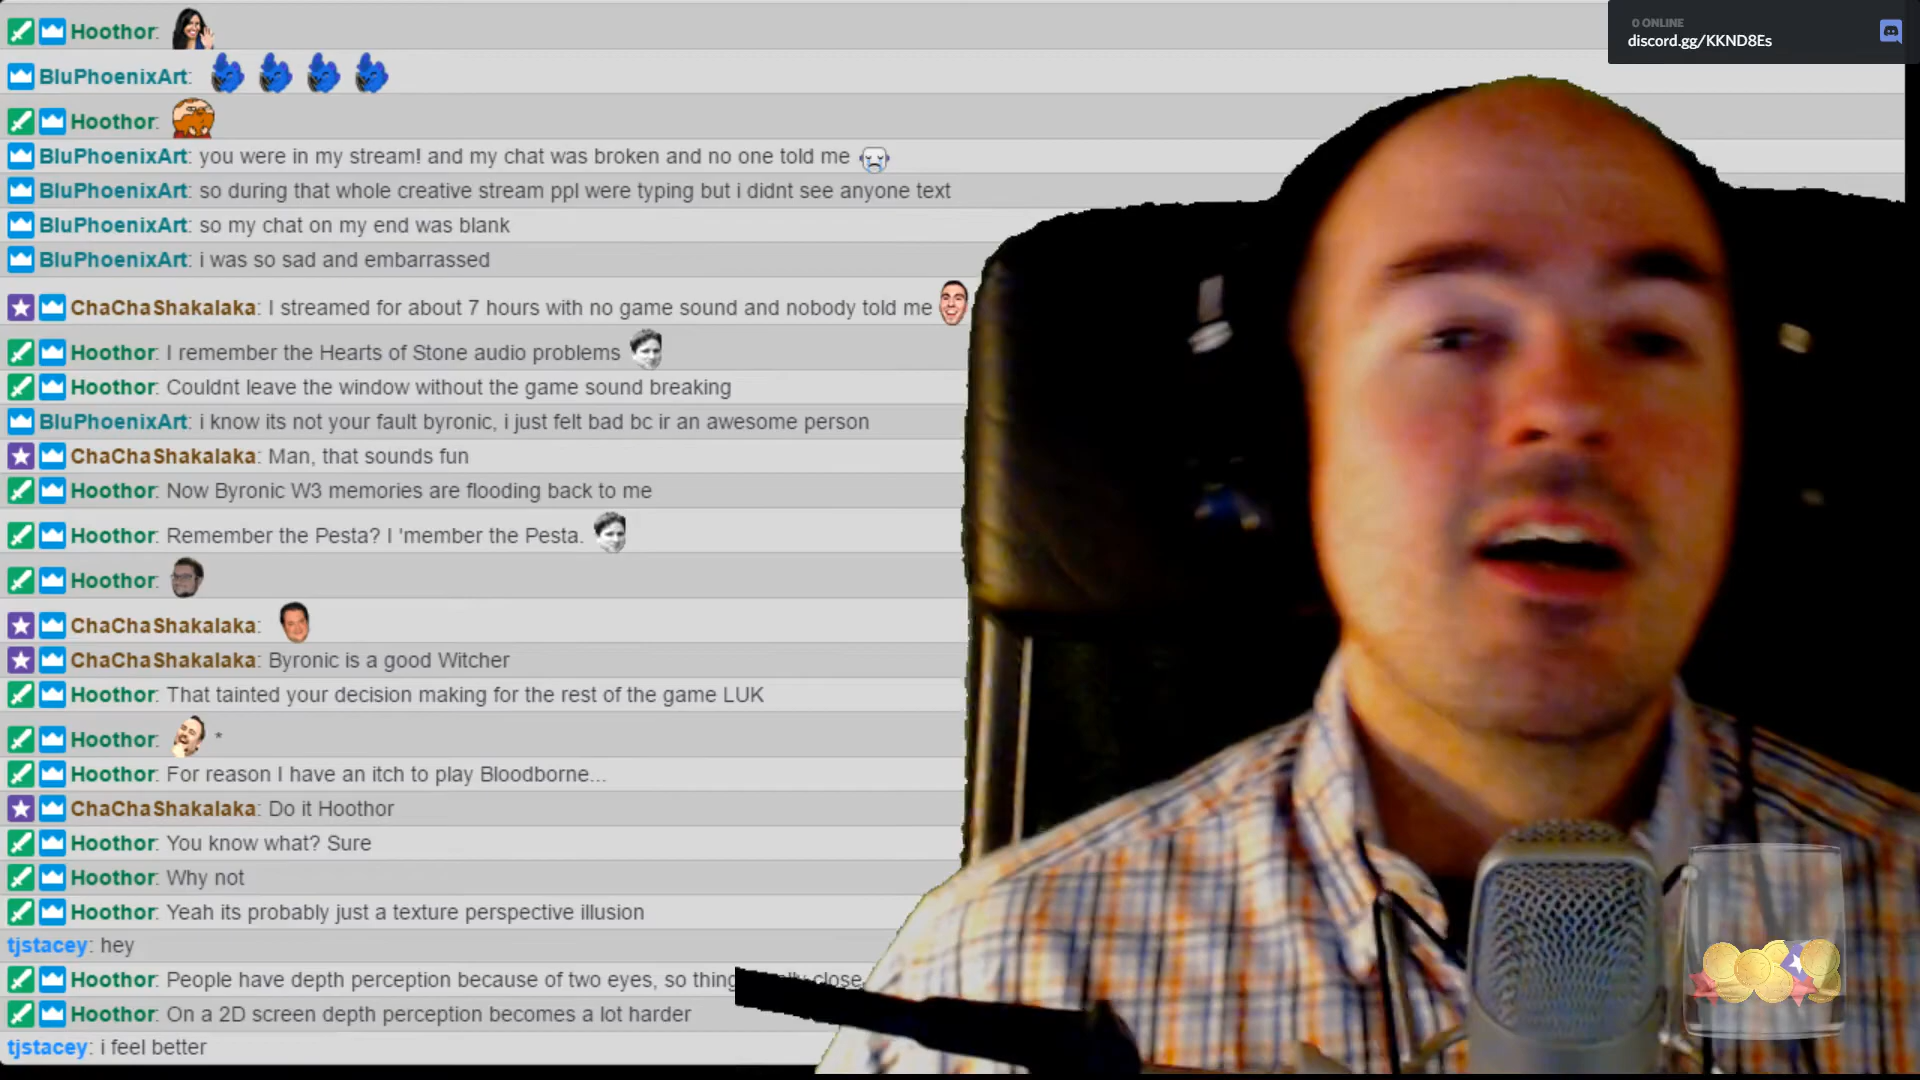 0 ONLINE
discord.gg/KKND8Es
Hoothor:
BluPhoenixArt:
Hoothor:
BluPhoenixArt: you were in my stream! and my chat was broken and no one told me
BluPhoenixArt: so during that whole creative stream ppl were typing but i didnt see anyone text
BluPhoenixArt: so my chat on my end was blank
BluPhoenixArt: i was so sad and embarrassed
ChaChaShakalaka: I streamed for about 7 hours with no game sound and nobody told me
Hoothor: I remember the Hearts of Stone audio problems
Hoothor: Couldnt leave the window without the game sound breaking
BluPhoenixArt: i know its not your fault byronic, i just felt bad bc ir an awesome person
ChaChaShakalaka: Man, that sounds fun
Hoothor: Now Byronic W3 memories are flooding back to me
Hoothor: Remember the Pesta? I 'member the Pesta.
Hoothor:
ChaChaShakalaka:
ChaChaShakalaka: Byronic is a good Witcher
Hoothor: That tainted your decision making for the rest of the game LUK
Hoothor: *
Hoothor: For reason I have an itch to play Bloodborne...
ChaChaShakalaka: Do it Hoothor
Hoothor: You know what? Sure
Hoothor: Why not
Hoothor: Yeah its probably just a texture perspective illusion
tjstacey: hey
Hoothor: People have depth perception because of two eyes, so close
Hoothor: On a 2D screen depth perception becomes a lot harder
tjstacey: i feel better